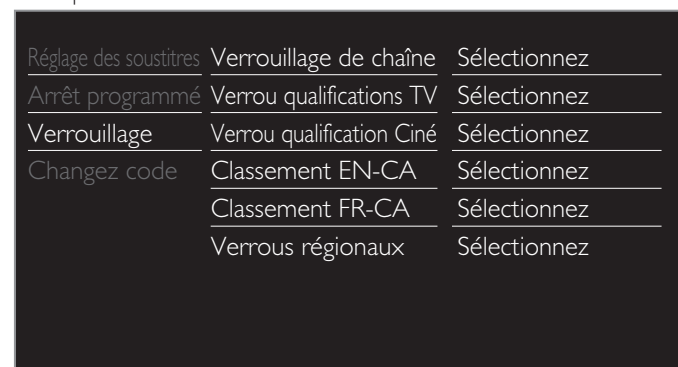 Réglage des soustitres Verrouillage de chaîne Sélectionnez
Arrêt programmé Verrou qualifications TV Sélectionnez
Verrouillage Verrou qualification Ciné Sélectionnez
Changez code Classement EN-CA Sélectionnez
Classement FR-CA Sélectionnez
Verrous régionaux Sélectionnez